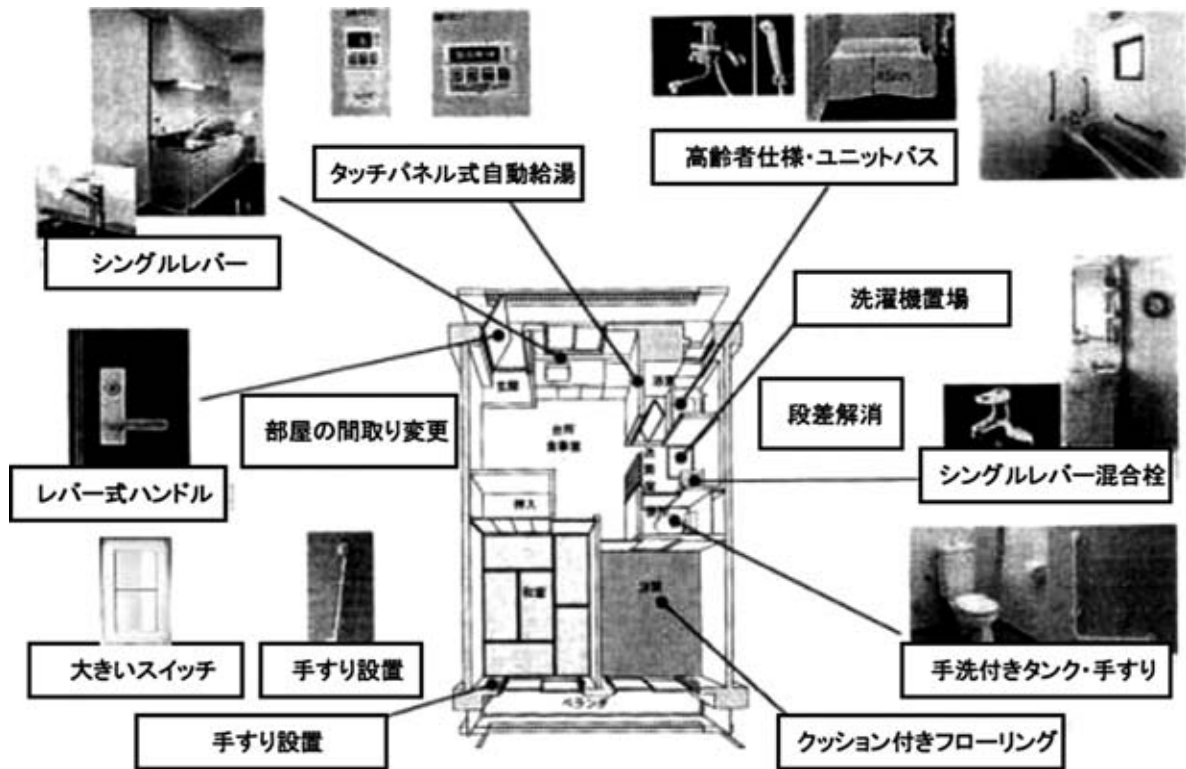 タッチパネル式自動給湯
高齢者仕様・ユニットバス
シングルレバー
洗濯機置場
部屋の間取り変更
段差解消
レバー式ハンドル
シングルレバー混合栓
玄関
浴室
台所
食事室
洗面室
便所
押入
和室
洋間
ベランダ
大きいスイッチ
手すり設置
手洗付きタンク・手すり
手すり設置
クッション付きフローリング
45cm